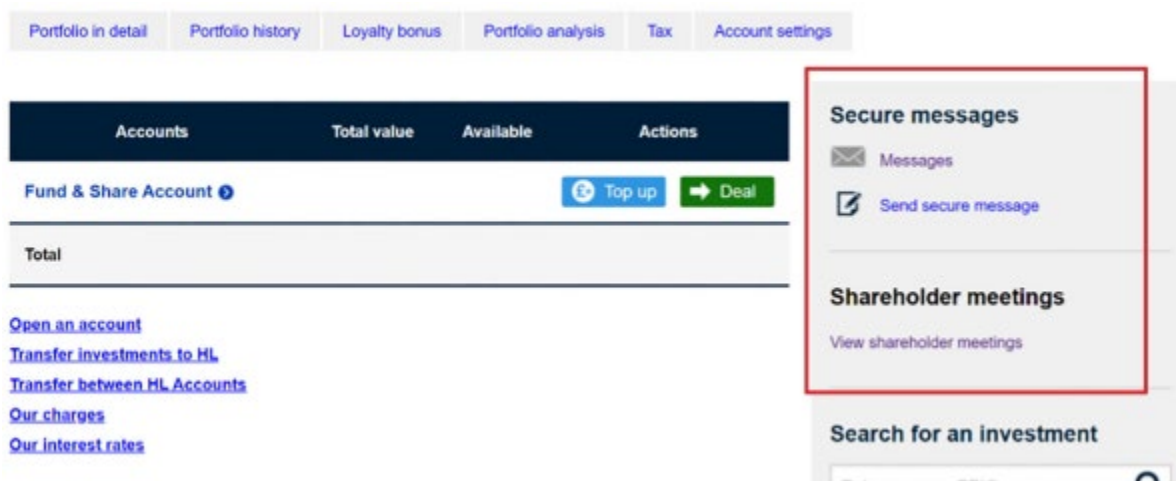 Portfolio in detail Portfolio history Loyalty bonus Portfolio analysis Tax Account settings
Accounts Total value Available Actions
Fund & Share Account Top up Deal
Total
Open an account
Transfer investments to HL
Transfer between HL Accounts
Our charges
Our interest rates
Secure messages
Messages
Send secure message
Shareholder meetings
View shareholder meetings
Search for an investment